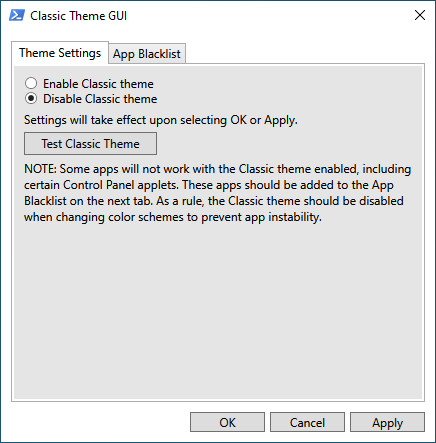 Classic Theme GUI
Theme Settings
App Blacklist
Enable Classic theme
Disable Classic theme
Settings will take effect upon selecting OK or Apply.
Test Classic Theme
NOTE: Some apps will not work with the Classic theme enabled, including
certain Control Panel applets. These apps should be added to the App
Blacklist on the next tab. As a rule, the Classic theme should be disabled
when changing color schemes to prevent app instability.
OK
Cancel
Apply